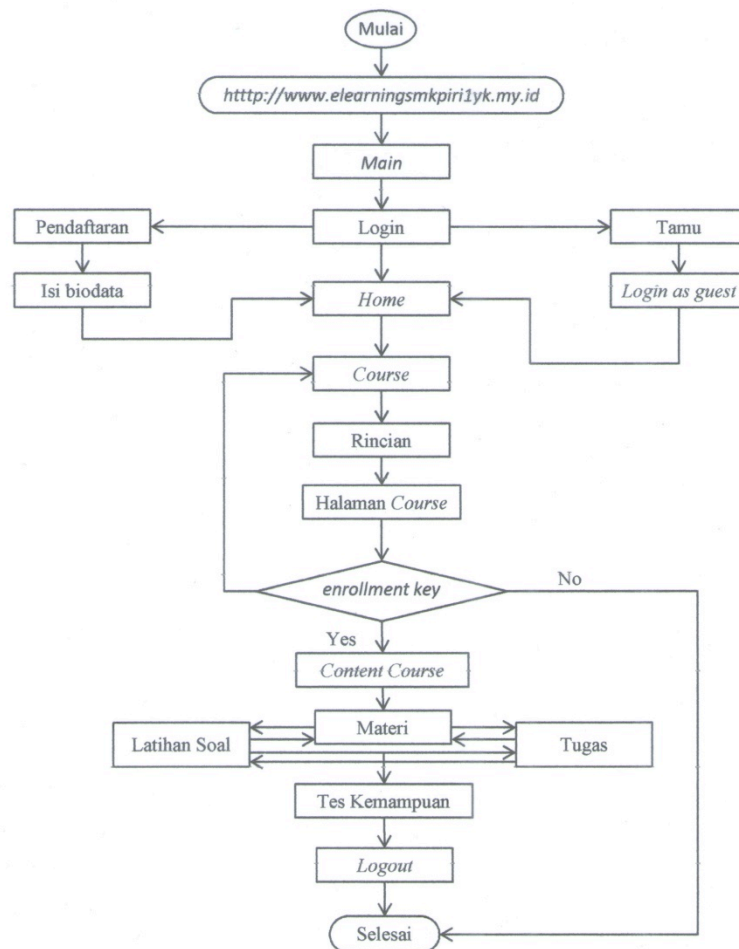 Mulai
htttp://www.elearningsmkpiri1yk.my.id
Main
Pendaftaran
Login
Tamu
Isi biodata
Home
Login as guest
Course
Rincian
Halaman Course
enrollment key
No
Yes
Content Course
Latihan Soal
Materi
Tugas
Tes Kemampuan
Logout
Selesai